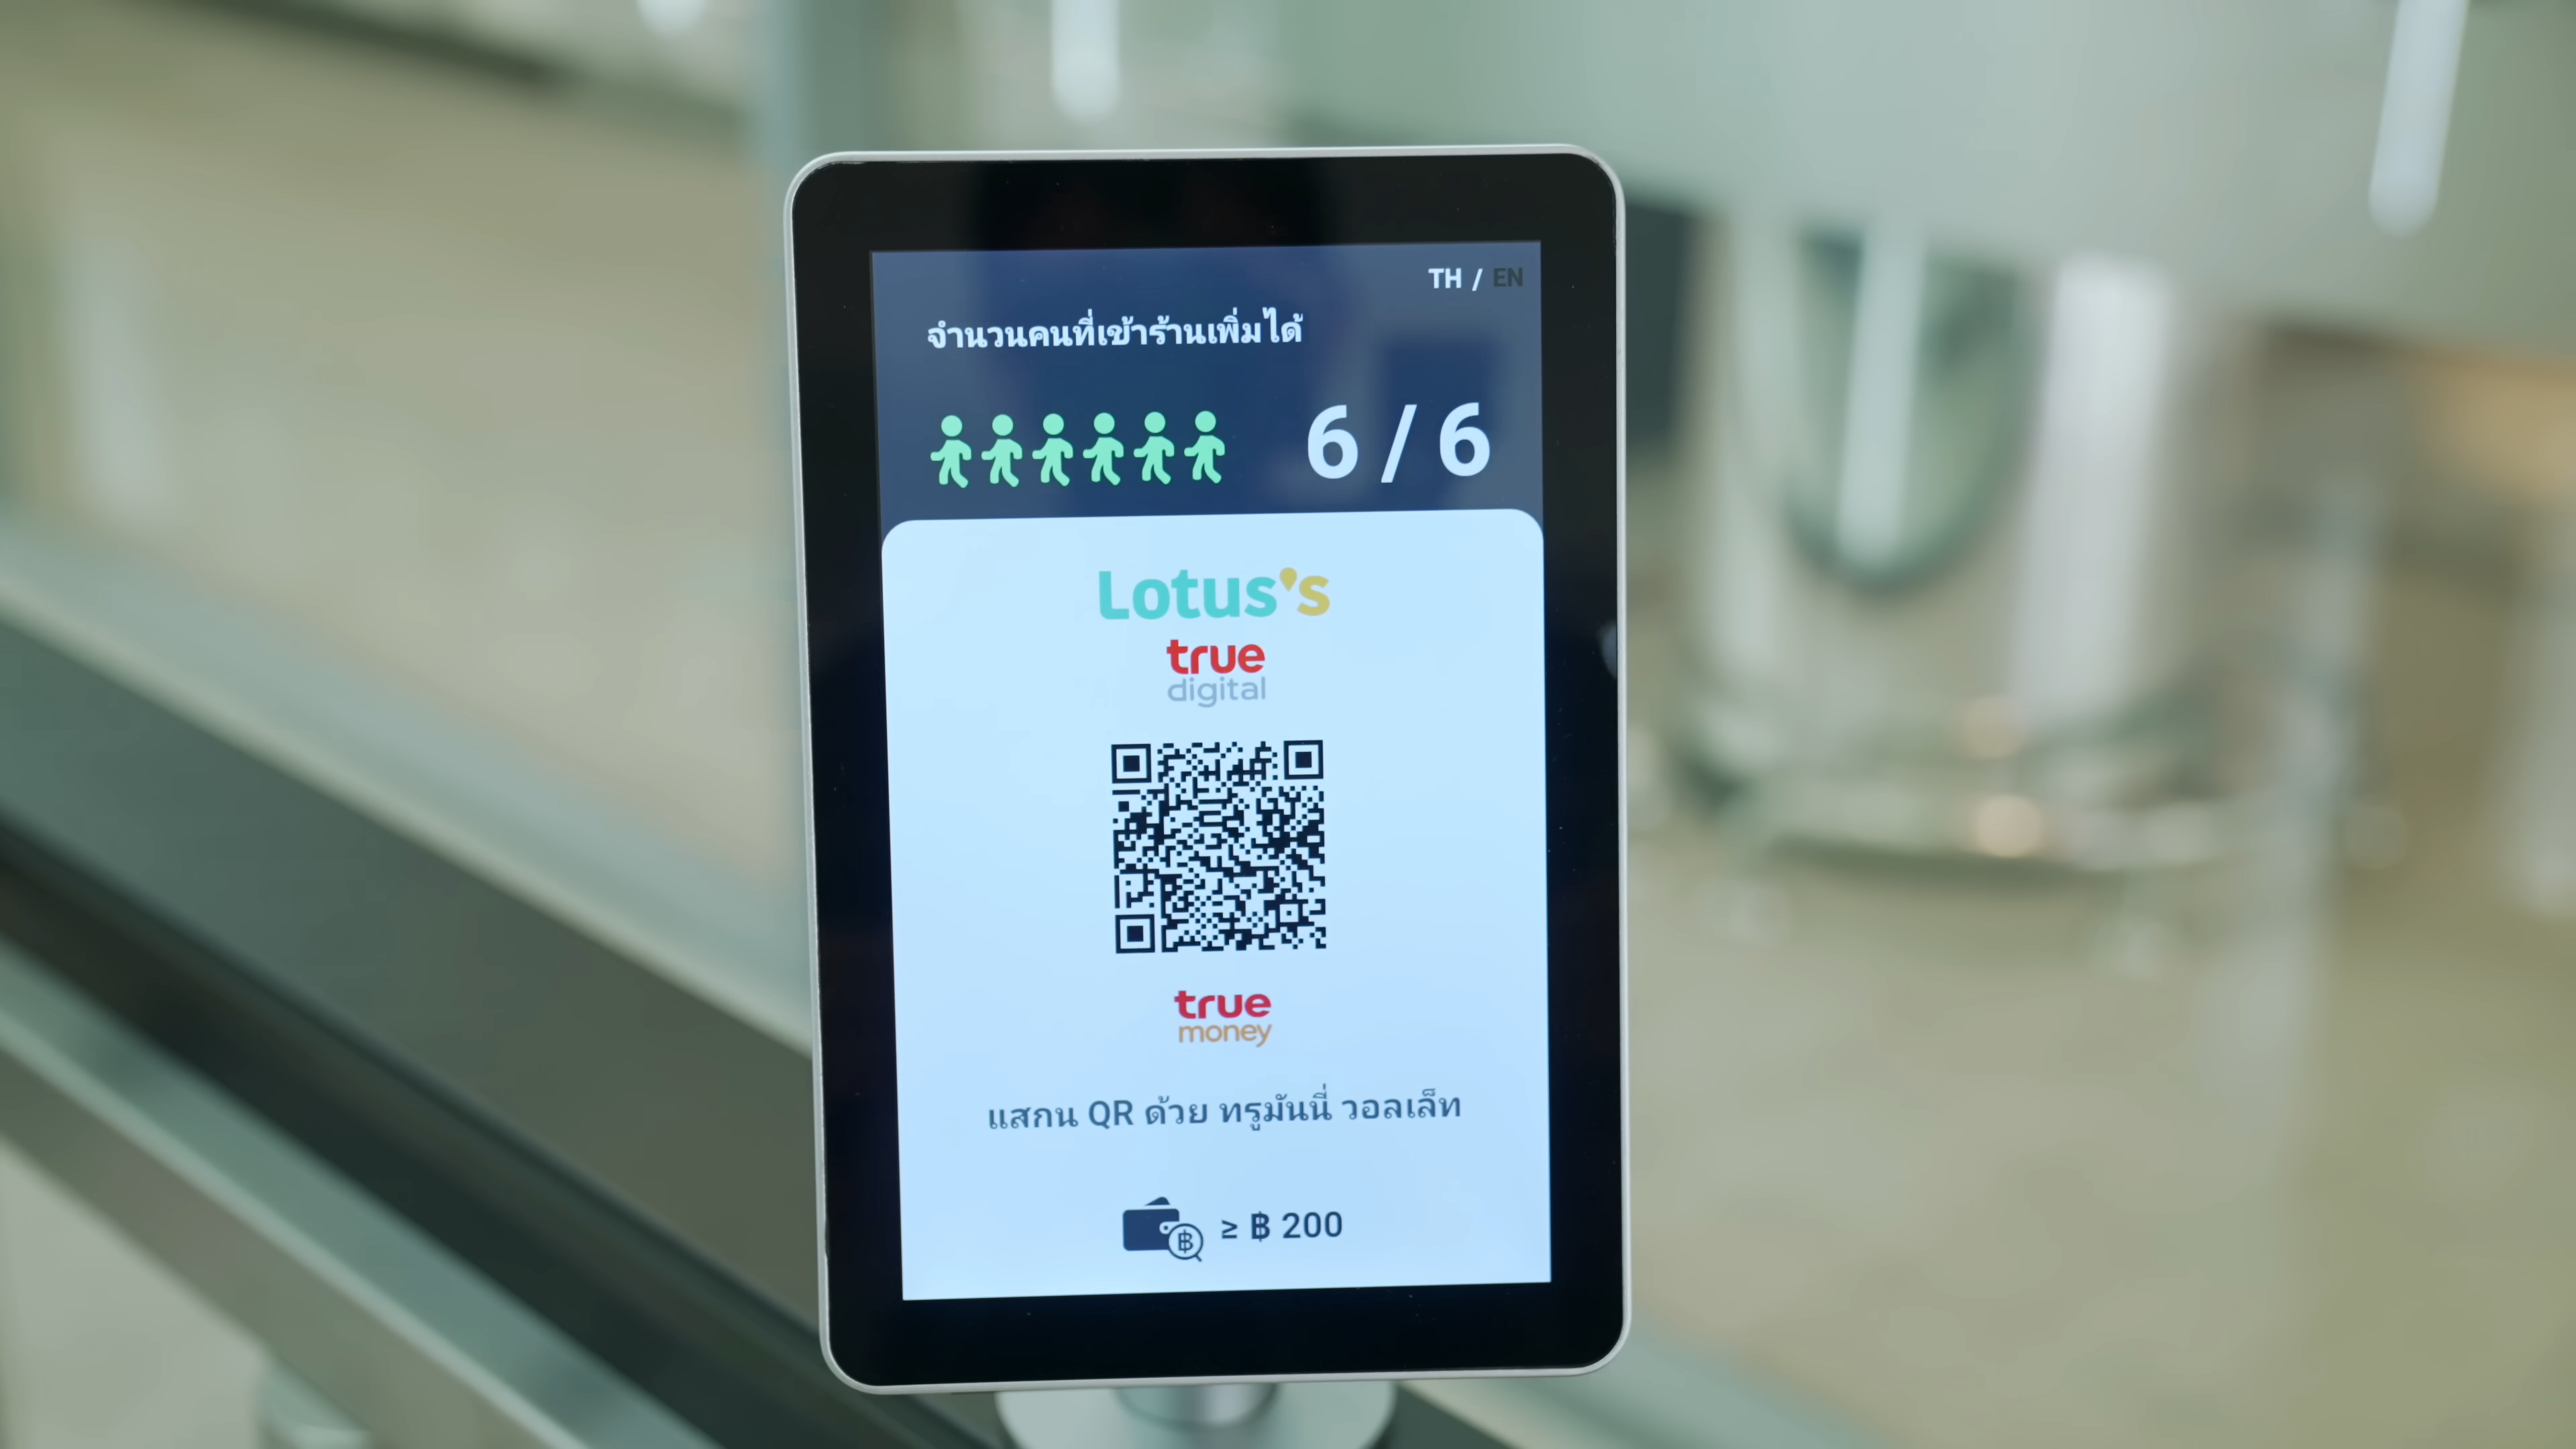 TH / EN
จำนวนคนที่เข้าร้านเพิ่มได้
6 / 6
Lotus's
true
digital
true
money
แสกน QR ด้วย ทรูมันนี่ วอลเล็ท
฿ ≥ ฿ 200